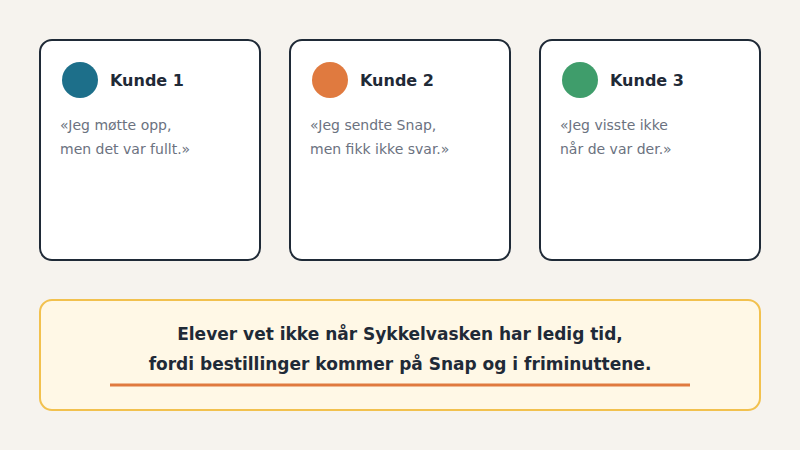 Kunde 1
«Jeg møtte opp,
men det var fullt.»
Kunde 2
«Jeg sendte Snap,
men fikk ikke svar.»
Kunde 3
«Jeg visste ikke
når de var der.»
Elever vet ikke når Sykkelvasken har ledig tid,
fordi bestillinger kommer på Snap og i friminuttene.